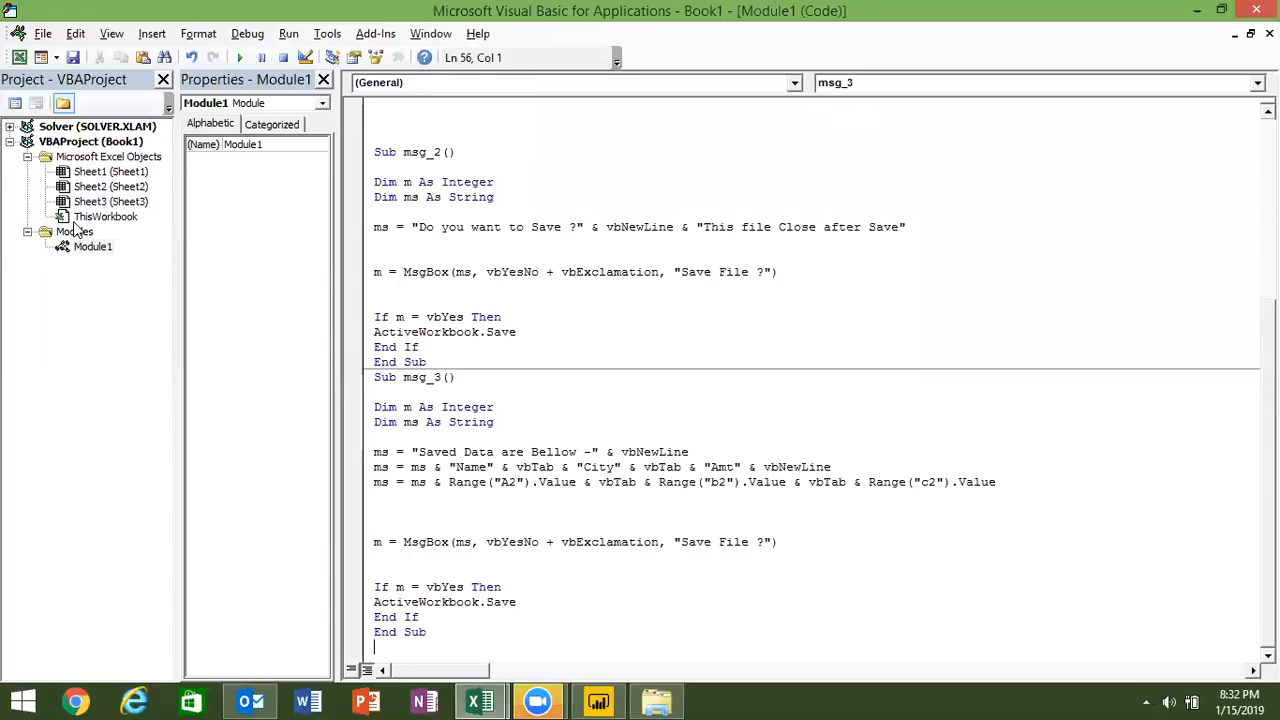 Microsoft Visual Basic for Applications - Book1 - [Module1 (Code)]
File Edit View Insert Format Debug Run Tools Add-Ins Window Help
Ln 56, Col 1
Project - VBAProject
Properties - Module1
(General)
msg_3
Module1 Module
Alphabetic Categorized
(Name) Module1
Solver (SOLVER.XLAM)
VBAProject (Book1)
Microsoft Excel Objects
Sheet1 (Sheet1)
Sheet2 (Sheet2)
Sheet3 (Sheet3)
ThisWorkbook
Module1
Sub msg_2()
Dim m As Integer
Dim ms As String
ms = "Do you want to Save ?" & vbNewLine & "This file Close after Save"
m = MsgBox(ms, vbYesNo + vbExclamation, "Save File ?")
If m = vbYes Then
ActiveWorkbook.Save
End If
End Sub
Sub msg_3()
Dim m As Integer
Dim ms As String
ms = "Saved Data are Bellow -" & vbNewLine
ms = ms & "Name" & vbTab & "City" & vbTab & "Amt" & vbNewLine
ms = ms & Range("A2").Value & vbTab & Range("b2").Value & vbTab & Range("c2").Value
m = MsgBox(ms, vbYesNo + vbExclamation, "Save File ?")
If m = vbYes Then
ActiveWorkbook.Save
End If
End Sub
8:32 PM
1/15/2019